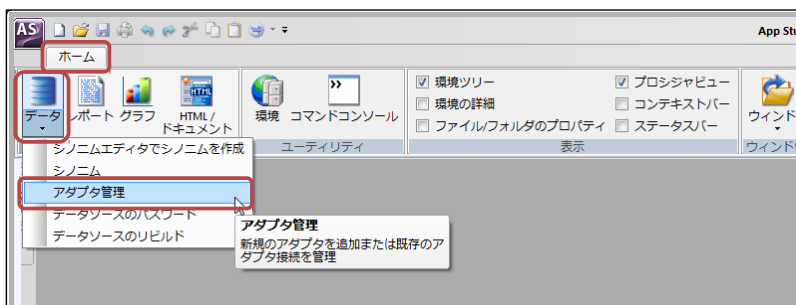 AS
App Stu
ホーム
データ
レポート
グラフ
HTML /
ドキュメント
環境
コマンドコンソール
ユーティリティ
環境ツリー
環境の詳細
ファイル/フォルダのプロパティ
プロシジャビュー
コンテキストバー
ステータスバー
表示
ウィンド
ウィンドウ
シノニムエディタでシノニムを作成
シノニム
アダプタ管理
データソースのパスワード
データソースのリビルド
アダプタ管理
新規のアダプタを追加または既存のア
ダプタ接続を管理